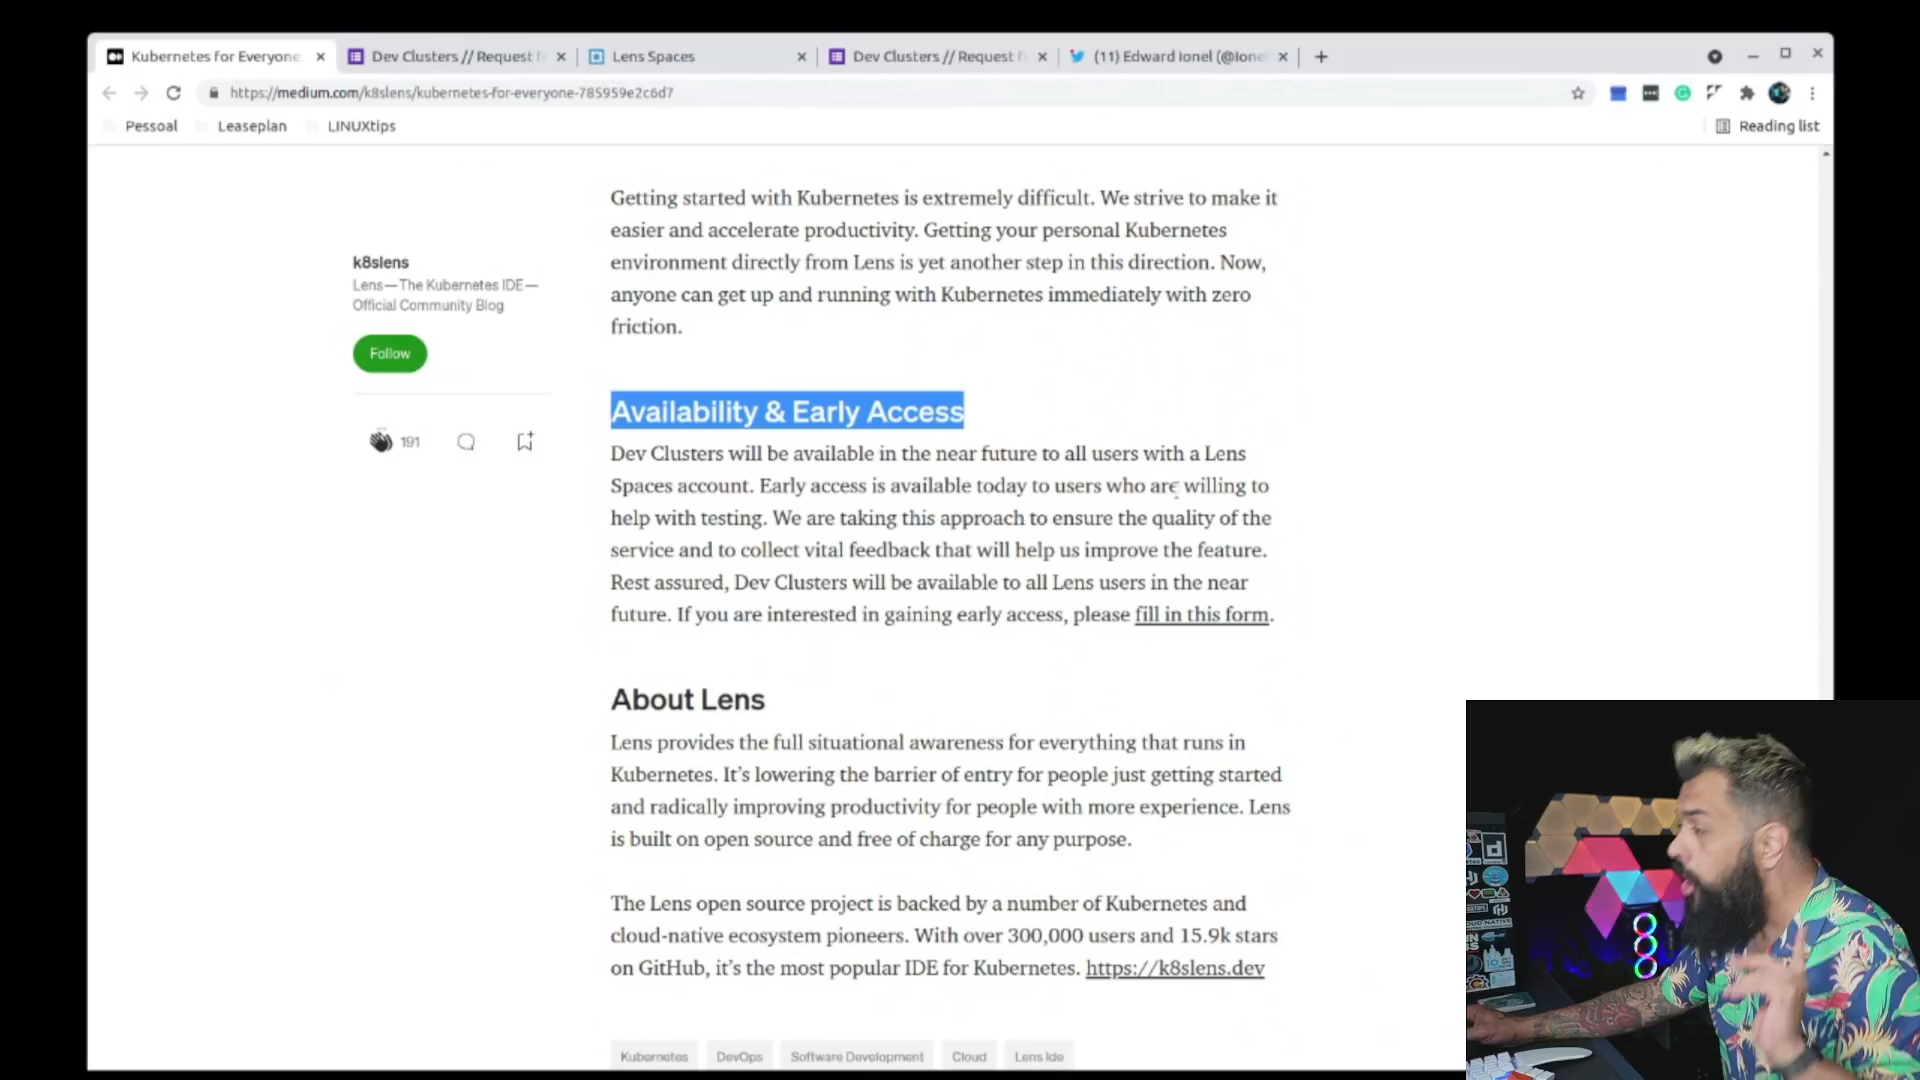 Kubernetes for Everyone
Dev Clusters // Request
Lens Spaces
Dev Clusters // Request
(11) Edward Ionel (@Ione
https://medium.com/k8slens/kubernetes-for-everyone-785959e2c6d7
Pessoal
Leaseplan
LINUXtips
Reading list
Getting started with Kubernetes is extremely difficult. We strive to make it
easier and accelerate productivity. Getting your personal Kubernetes
environment directly from Lens is yet another step in this direction. Now,
anyone can get up and running with Kubernetes immediately with zero
friction.
k8slens
Lens—The Kubernetes IDE—
Official Community Blog
Follow
191
Availability & Early Access
Dev Clusters will be available in the near future to all users with a Lens
Spaces account. Early access is available today to users who are willing to
help with testing. We are taking this approach to ensure the quality of the
service and to collect vital feedback that will help us improve the feature.
Rest assured, Dev Clusters will be available to all Lens users in the near
future. If you are interested in gaining early access, please fill in this form.
About Lens
Lens provides the full situational awareness for everything that runs in
Kubernetes. It's lowering the barrier of entry for people just getting started
and radically improving productivity for people with more experience. Lens
is built on open source and free of charge for any purpose.
The Lens open source project is backed by a number of Kubernetes and
cloud-native ecosystem pioneers. With over 300,000 users and 15.9k stars
on GitHub, it's the most popular IDE for Kubernetes. https://k8slens.dev
Kubernetes
DevOps
Software Development
Cloud
Lens Ide